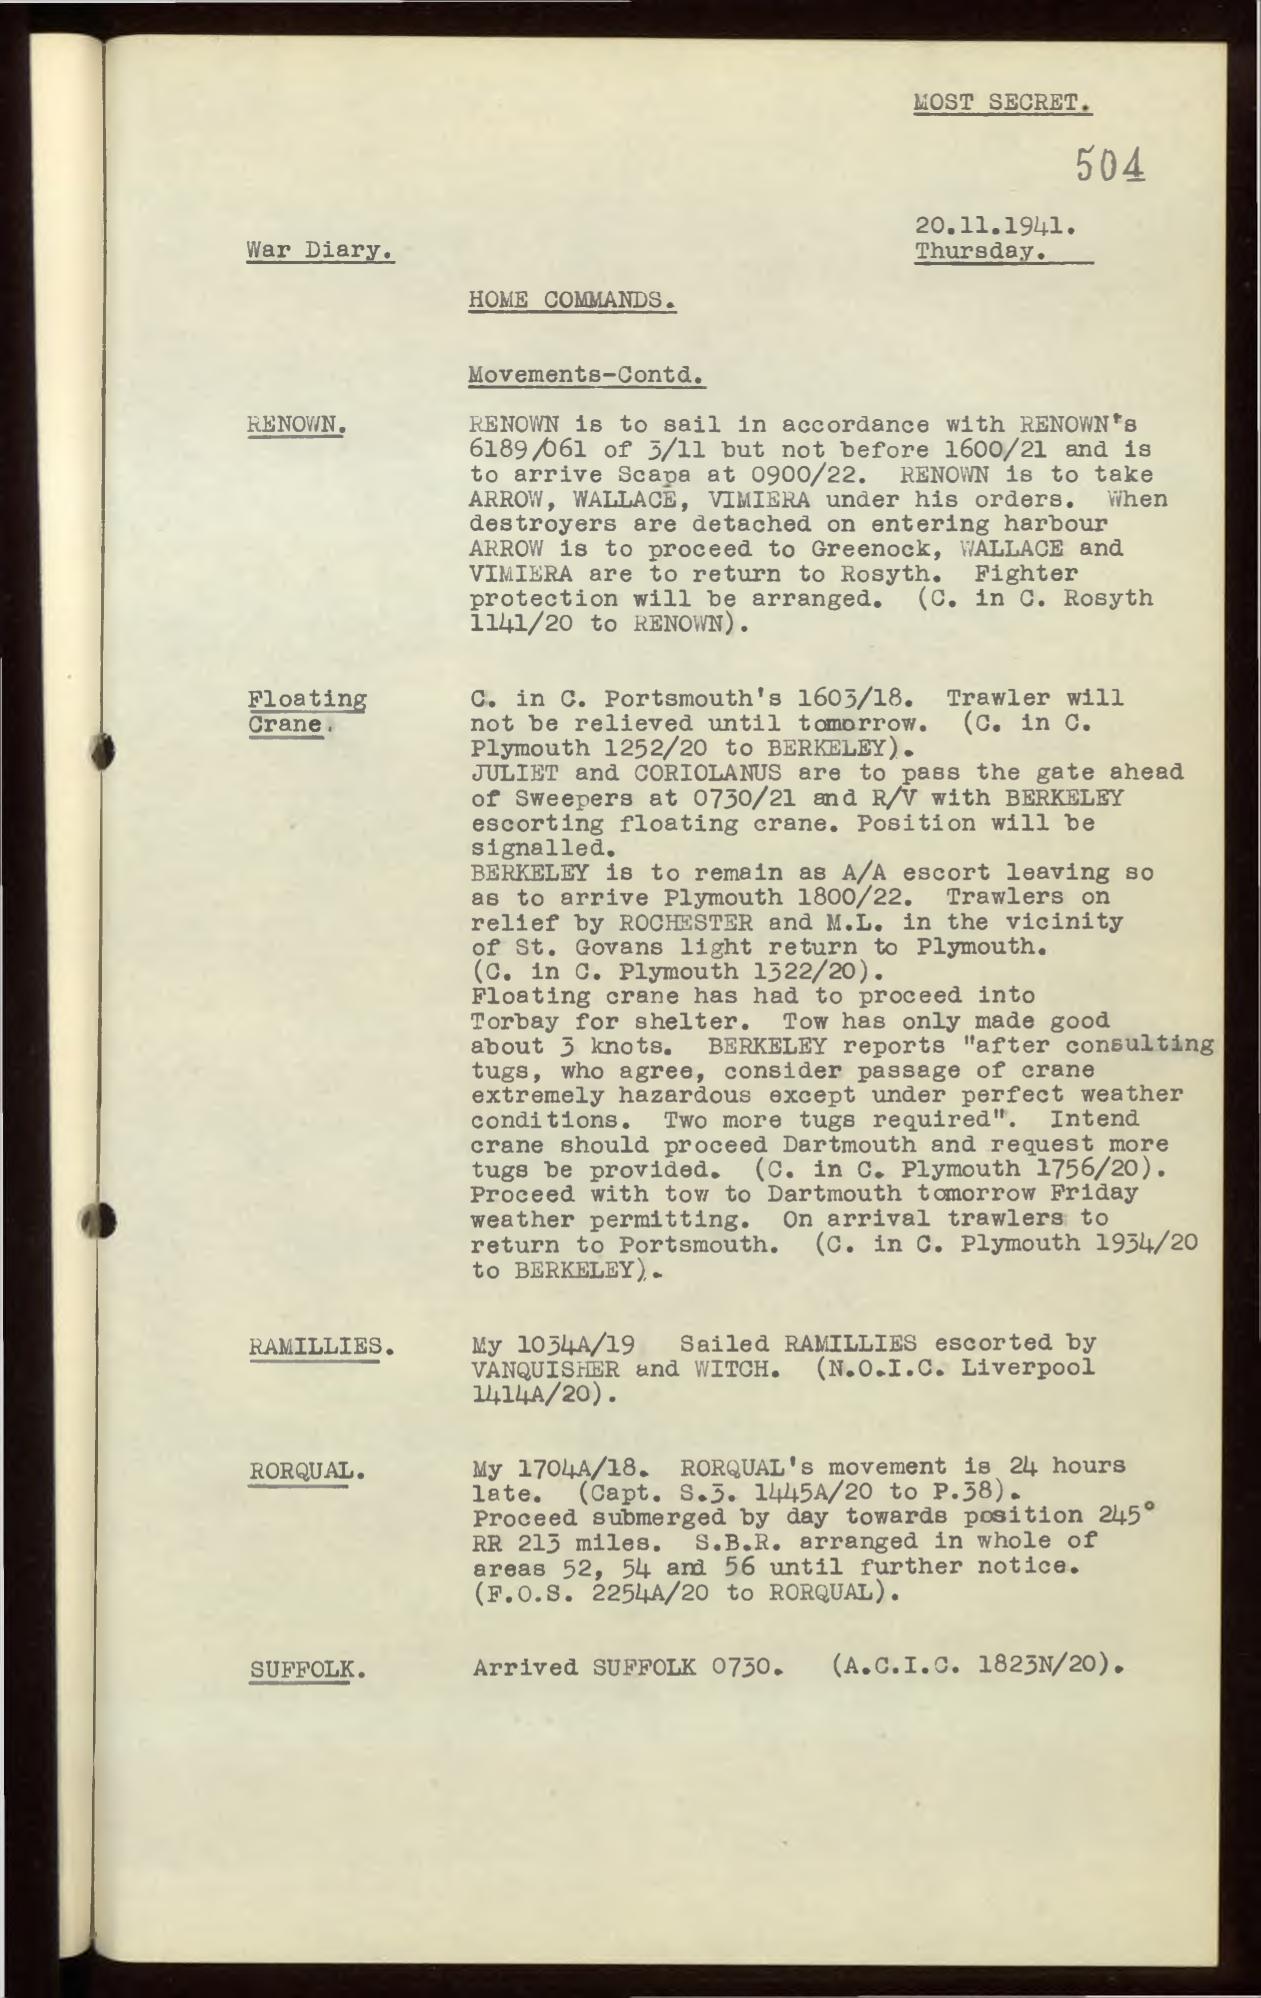 MOST SECRET.
504
20.11.1941.
War Diary.
Thursday.
HOME COMMANDS.
Movements-Contd.
RENOWN.
RENOWN is to sail in accordance with RENOWN's
6189/061 of 3/11 but not before 1600/21 and is
to arrive Scapa at 0900/22. RENOWN is to take
ARROW, WALLACE, VIMIERA under his orders. When
destroyers are detached on entering harbour
ARROW is to proceed to Greenock, WALLACE and
VIMIERA are to return to Rosyth. Fighter
protection will be arranged. (C. in C. Rosyth
1141/20 to RENOWN).
Floating
Crane.
C. in C. Portsmouth's 1603/18. Trawler will
not be relieved until tomorrow. (C. in C.
Plymouth 1252/20 to BERKELEY).
JULIET and CORIOLANUS are to pass the gate ahead
of Sweepers at 0730/21 and R/V with BERKELEY
escorting floating crane. Position will be
signalled.
BERKELEY is to remain as A/A escort leaving so
as to arrive Plymouth 1800/22. Trawlers on
relief by ROCHESTER and M.L. in the vicinity
of St. Govans light return to Plymouth.
(C. in C. Plymouth 1322/20).
Floating crane has had to proceed into
Torbay for shelter. Tow has only made good
about 3 knots. BERKELEY reports "after consulting
tugs, who agree, consider passage of crane
extremely hazardous except under perfect weather
conditions. Two more tugs required". Intend
crane should proceed Dartmouth and request more
tugs be provided. (C. in C. Plymouth 1756/20).
Proceed with tow to Dartmouth tomorrow Friday
weather permitting. On arrival trawlers to
return to Portsmouth. (C. in C. Plymouth 1934/20
to BERKELEY).
RAMILLIES.
My 1034A/19 Sailed RAMILLIES escorted by
VANQUISHER and WITCH. (N.O.I.C. Liverpool
1414A/20).
RORQUAL.
My 1704A/18. RORQUAL's movement is 24 hours
late. (Capt. S.3. 1445A/20 to P.38).
Proceed submerged by day towards position 245°
RR 213 miles. S.B.R. arranged in whole of
areas 52, 54 and 56 until further notice.
(F.O.S. 2254A/20 to RORQUAL).
SUFFOLK.
Arrived SUFFOLK 0730. (A.C.I.C. 1823N/20).